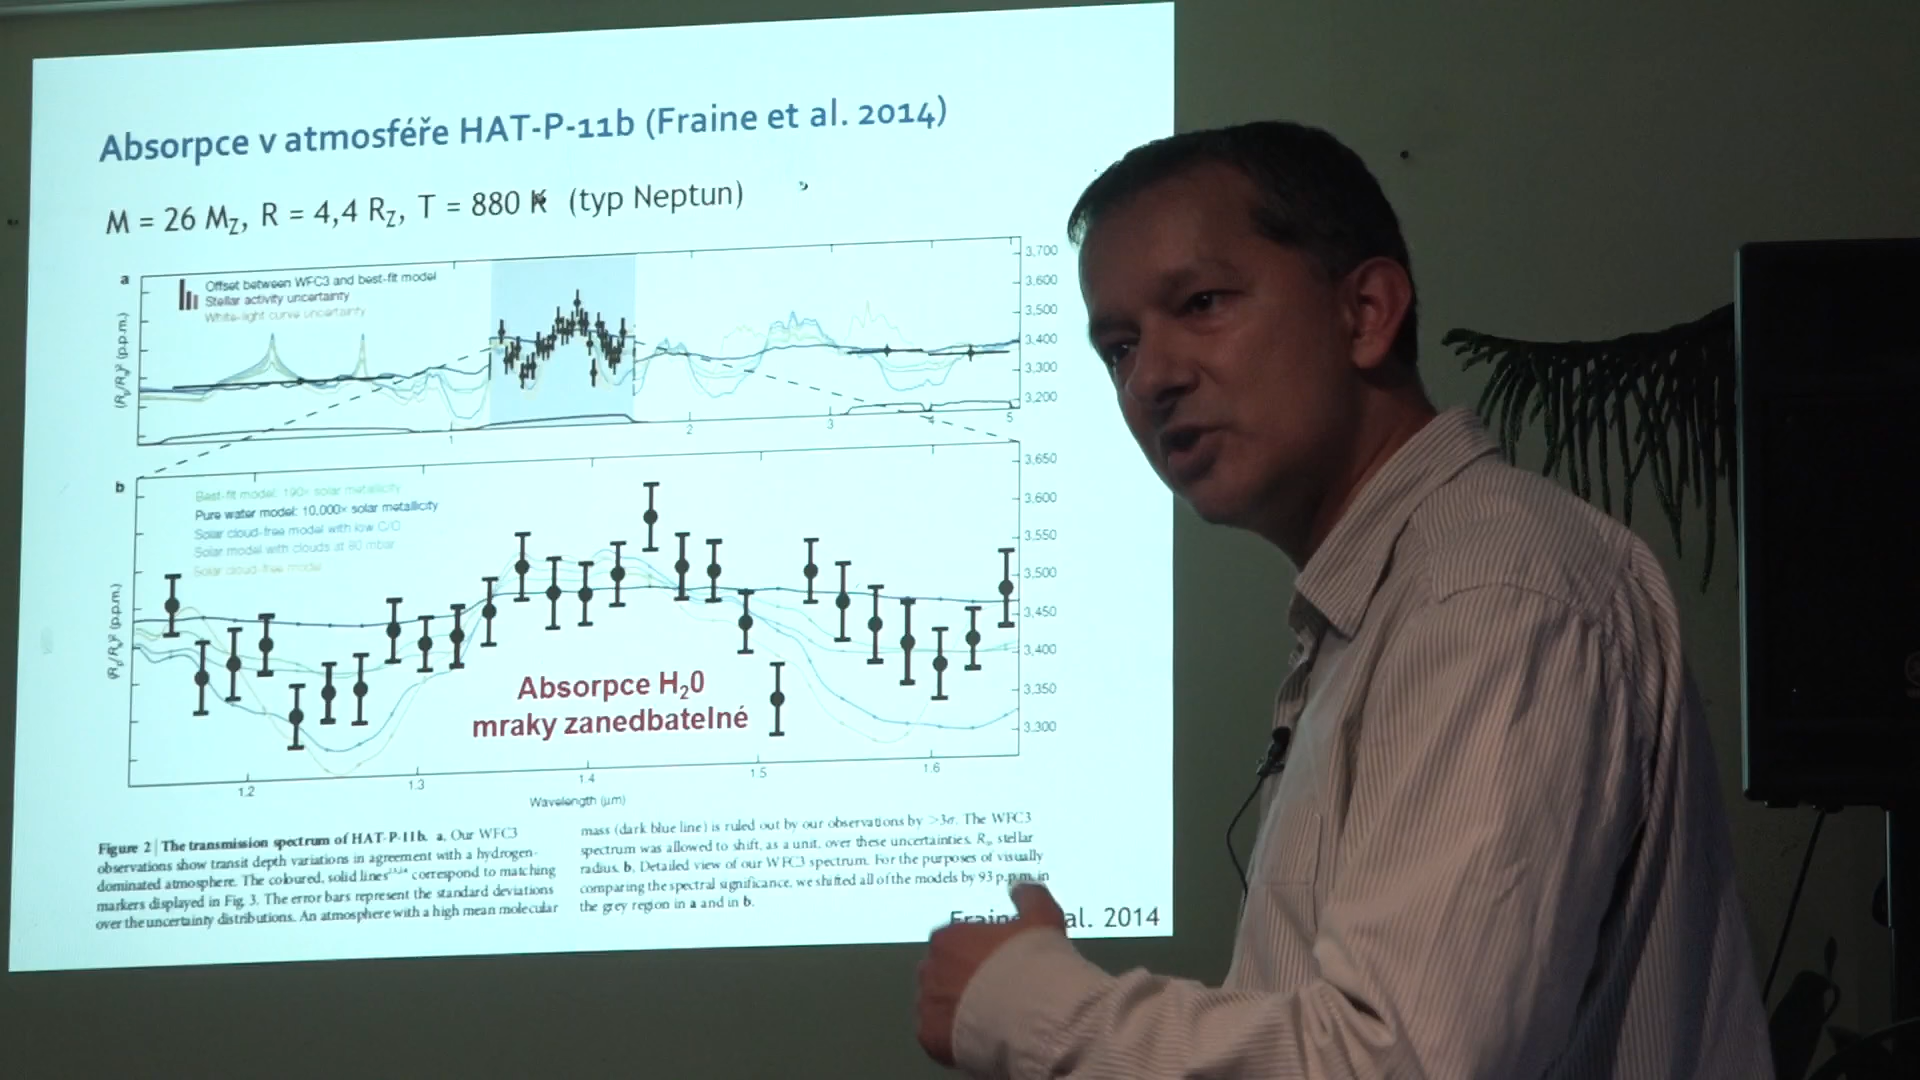 Absorpce v atmosféře HAT-P-11b (Fraine et al. 2014)
M = 26 M_Z, R = 4,4 R_Z, T = 880 K (typ Neptun)
a
Offset between WFC3 and best-fit model
Stellar activity uncertainty
White-light curve uncertainty
3,700
3,600
3,500
3,400
3,300
3,200
1
2
3
4
5
b
Best-fit model: 190× solar metallicity
Pure water model: 10,000× solar metallicity
Solar cloud-free model with low C/O
Solar model with clouds at 80 mbar
Solar cloud-free model
3,650
3,600
3,550
3,500
3,450
3,400
3,350
3,300
Absorpce H₂0
mraky zanedbatelné
1.2
1.3
1.4
1.5
1.6
Wavelength (μm)
Figure 2 | The transmission spectrum of HAT-P-11b. a, Our WFC3
observations show transit depth variations in agreement with a hydrogen-
dominated atmosphere. The coloured, solid lines correspond to matching
markers displayed in Fig. 3. The error bars represent the standard deviations
over the uncertainty distributions. An atmosphere with a high mean molecular
mass (dark blue line) is ruled out by our observations by >3σ. The WFC3
spectrum was allowed to shift, as a unit, over these uncertainties. R*, stellar
radius. b, Detailed view of our WFC3 spectrum. For the purposes of visually
comparing the spectral significance, we shifted all of the models by 93 p.p.m. in
the grey region in a and in b.
Fraine al. 2014